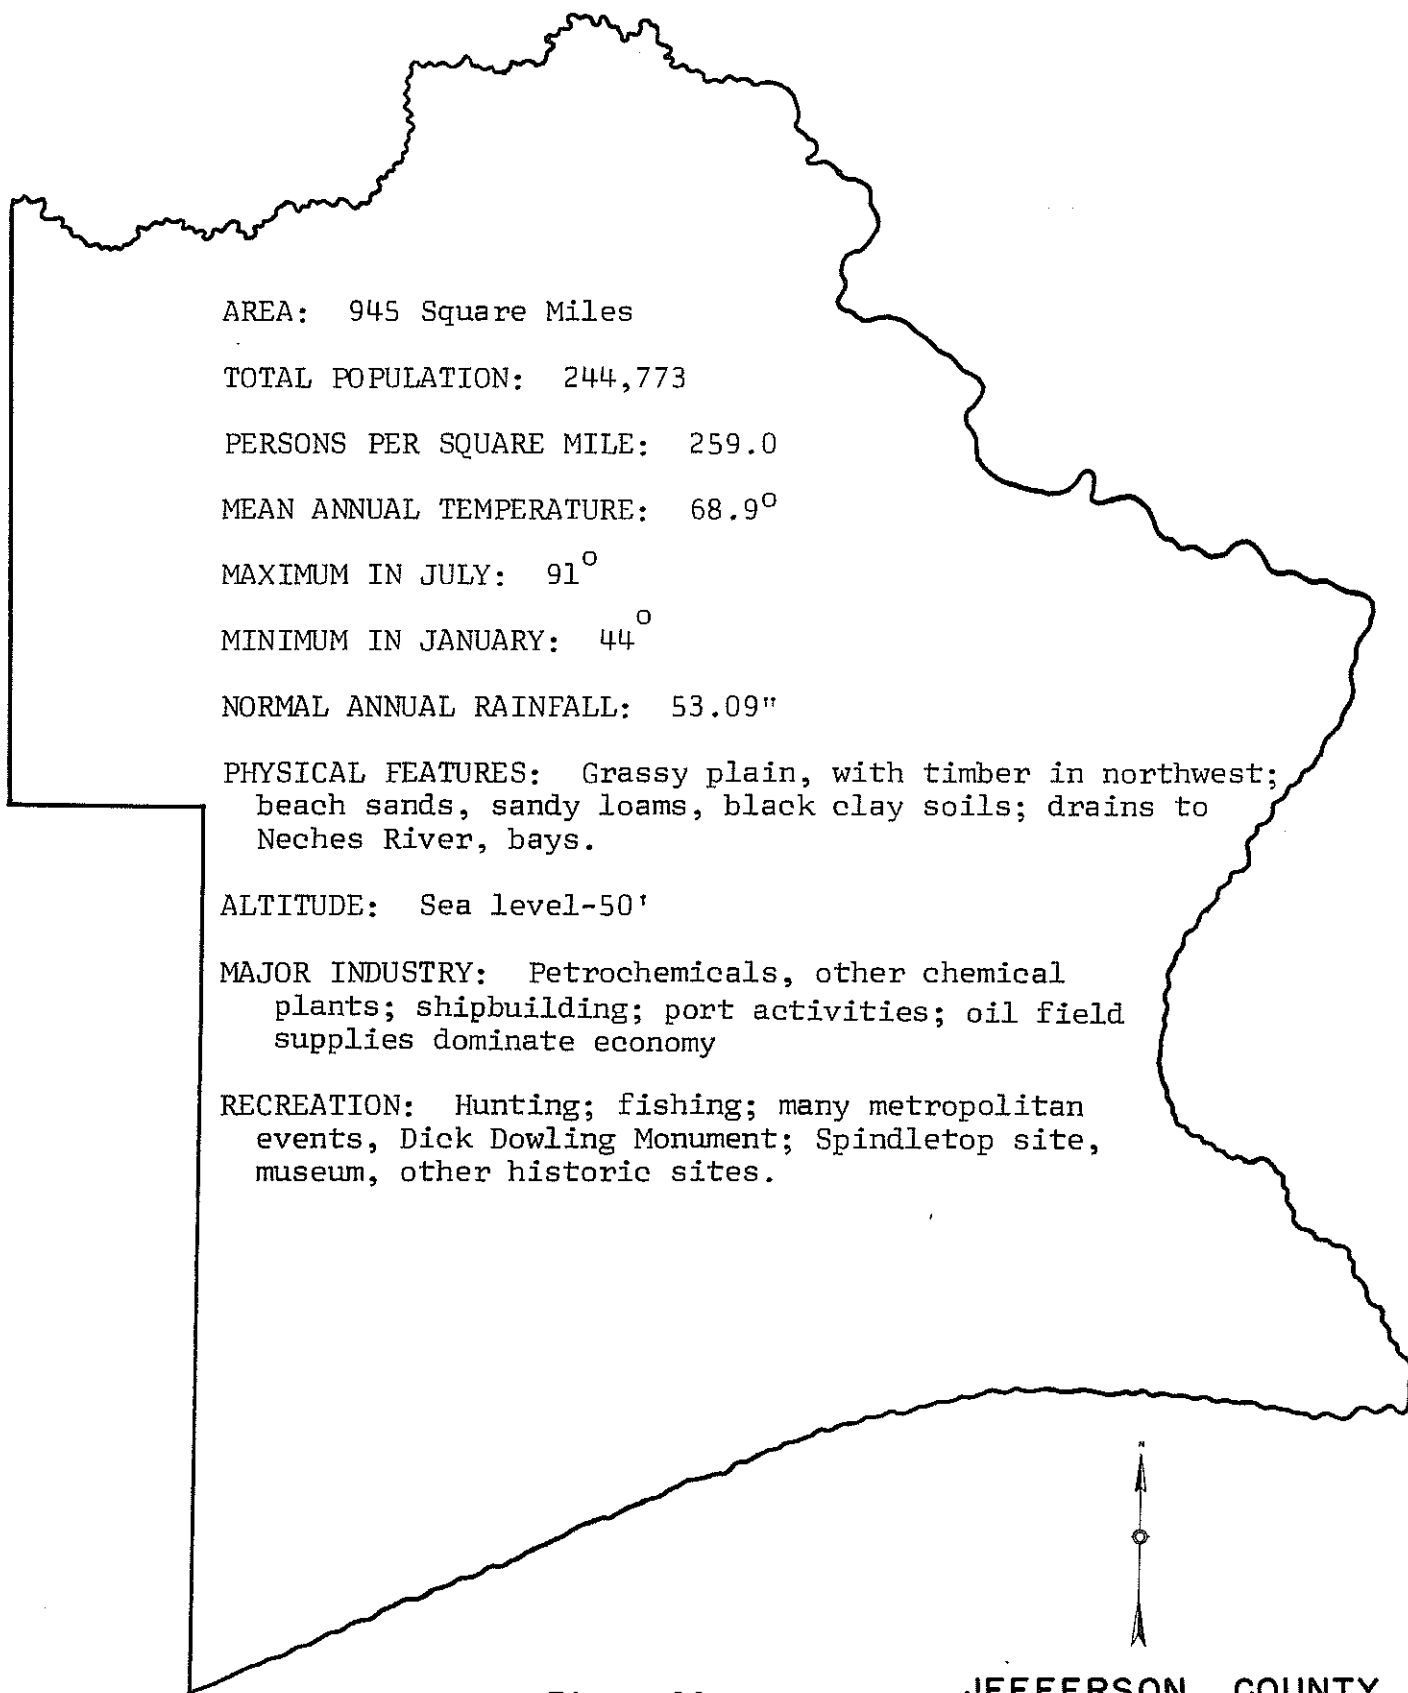 AREA: 945 Square Miles
TOTAL POPULATION: 244,773
PERSONS PER SQUARE MILE: 259.0
MEAN ANNUAL TEMPERATURE: 68.9°
MAXIMUM IN JULY: 91°
MINIMUM IN JANUARY: 44°
NORMAL ANNUAL RAINFALL: 53.09"
PHYSICAL FEATURES: Grassy plain, with timber in northwest;
beach sands, sandy loams, black clay soils; drains to
Neches River, bays.
ALTITUDE: Sea level-50'
MAJOR INDUSTRY: Petrochemicals, other chemical
plants; shipbuilding; port activities; oil field
supplies dominate economy
RECREATION: Hunting; fishing; many metropolitan
events, Dick Dowling Monument; Spindletop site,
museum, other historic sites.
N
JEFFERSON COUNTY